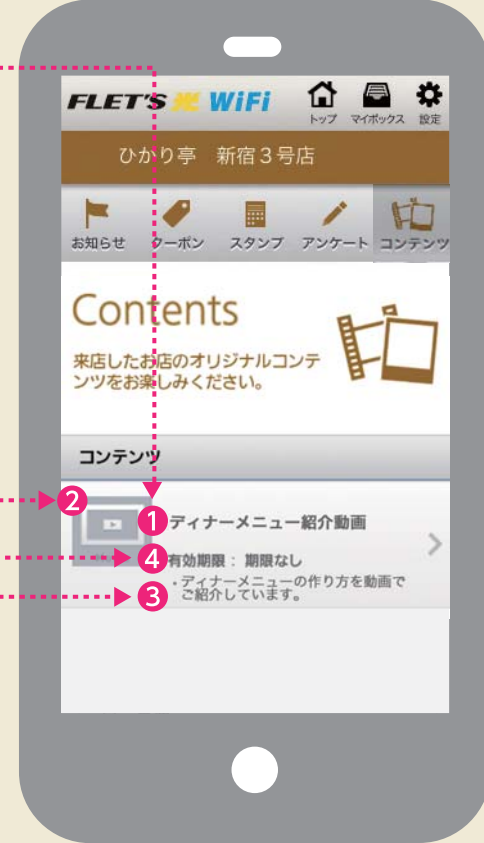 FLET'S 光 WiFi
トップ マイボックス 設定
ひかり亭 新宿3号店
お知らせ クーポン スタンプ アンケート コンテンツ
Contents
来店したお店のオリジナルコンテ
ンツをお楽しみください。
コンテンツ
2
1 ディナーメニュー紹介動画
4 有効期限： 期限なし
3 ・ディナーメニューの作り方を動画で
ご紹介しています。